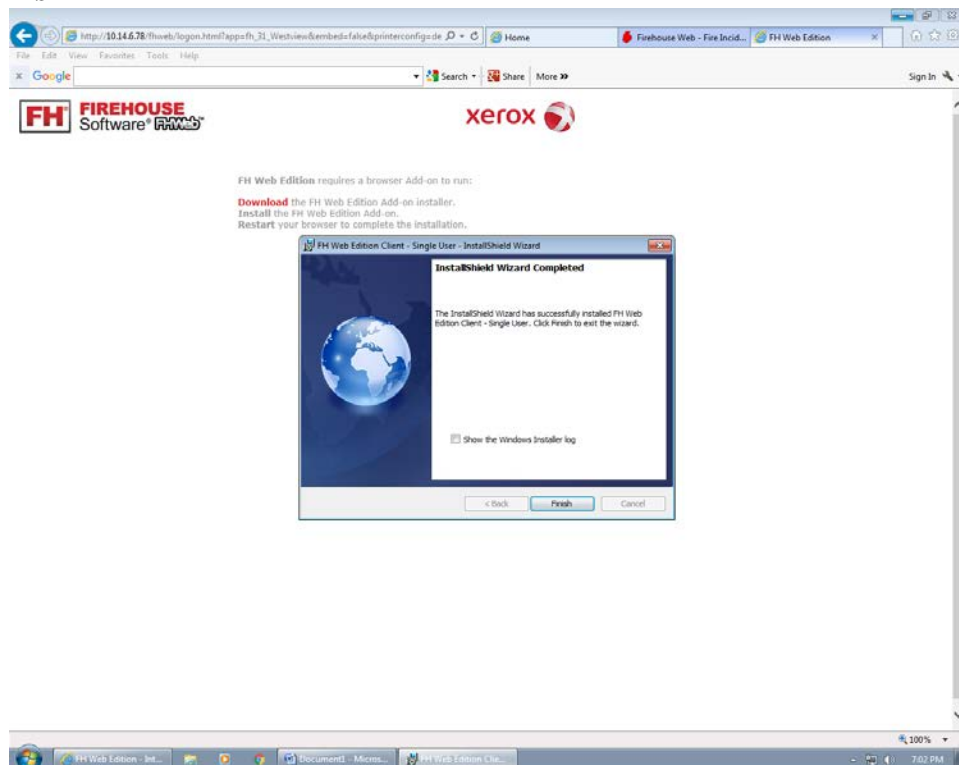 http://10.14.6.78/fhweb/logon.html?app=fh_31_Westview&embed=false&printerconfig=de
Home
Firehouse Web - Fire Incid...
FH Web Edition
File Edit View Favorites Tools Help
x Google
Search
Share
More »
Sign In
FH FIREHOUSE
Software® FHWeb
xerox
FH Web Edition requires a browser Add-on to run:
Download the FH Web Edition Add-on installer.
Install the FH Web Edition Add-on.
Restart your browser to complete the installation.
FH Web Edition Client - Single User - InstallShield Wizard
InstallShield Wizard Completed
The InstallShield Wizard has successfully installed FH Web
Edition Client - Single User. Click Finish to exit the wizard.
Show the Windows Installer log
< Back
Finish
Cancel
100%
FH Web Edition - Int...
Document1 - Micros...
FH Web Edition Clie...
7:02 PM